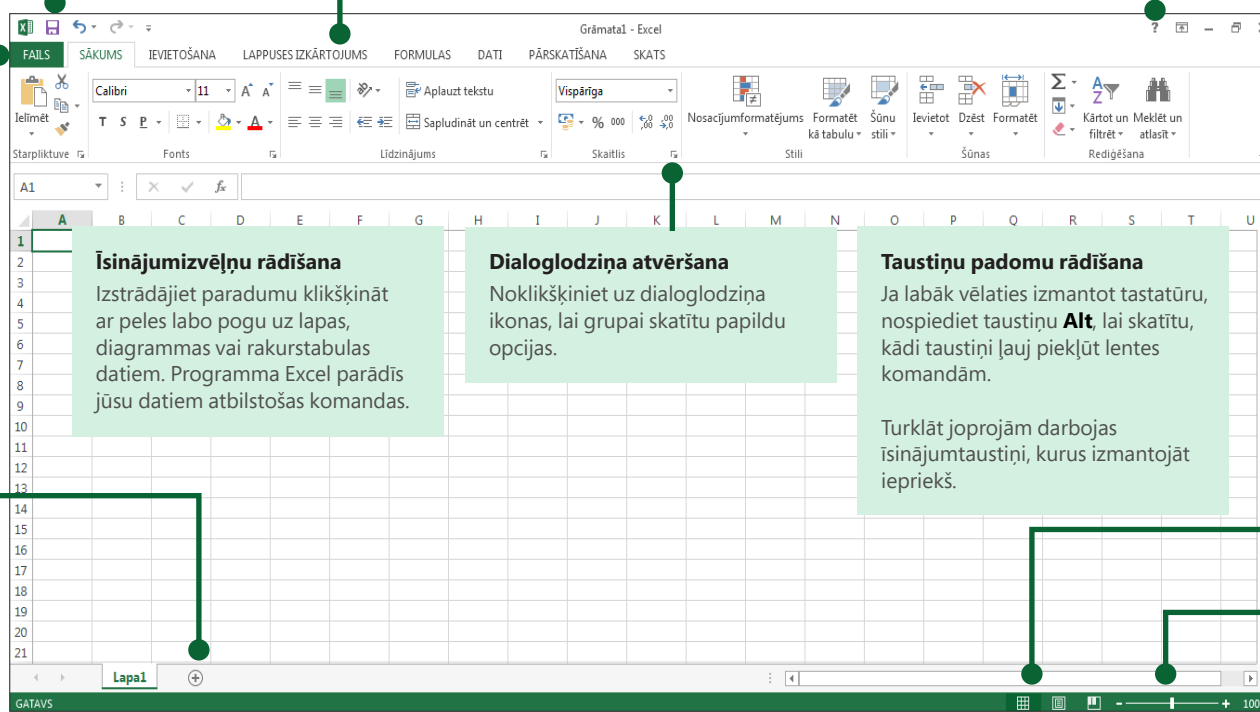 Grāmata1 - Excel
?
FAILS SĀKUMS IEVIETOŠANA LAPPUSES IZKĀRTOJUMS FORMULAS DATI PĀRSKATĪŠANA SKATS
Ielīmēt
Calibri 11 A A
T S P A
Aplauzt tekstu
Sapludināt un centrēt
Vispārīga
% 000 ,00 ,0
Nosacījumformatējums
Formatēt
kā tabulu
Šūnu
stili
Ievietot Dzēst Formatēt
Kārtot un
filtrēt
Meklēt un
atlasīt
Starpliktuve Fonts Līdzinājums Skaitlis Stili Šūnas Rediģēšana
A1 fx
A B C D E F G H I J K L M N O P Q R S T U
1
2
3
4
5
6
7
8
9
10
11
12
13
14
15
16
17
18
19
20
21
Īsinājumizvēļņu rādīšana
Izstrādājiet paradumu klikšķināt
ar peles labo pogu uz lapas,
diagrammas vai rakurstabulas
datiem. Programma Excel parādīs
jūsu datiem atbilstošas komandas.
Dialoglodziņa atvēršana
Noklikšķiniet uz dialoglodziņa
ikonas, lai grupai skatītu papildu
opcijas.
Taustiņu padomu rādīšana
Ja labāk vēlaties izmantot tastatūru,
nospiediet taustiņu Alt, lai skatītu,
kādi taustiņi ļauj piekļūt lentes
komandām.
Turklāt joprojām darbojas
īsinājumtaustiņi, kurus izmantojāt
iepriekš.
Lapa1
GATAVS 100